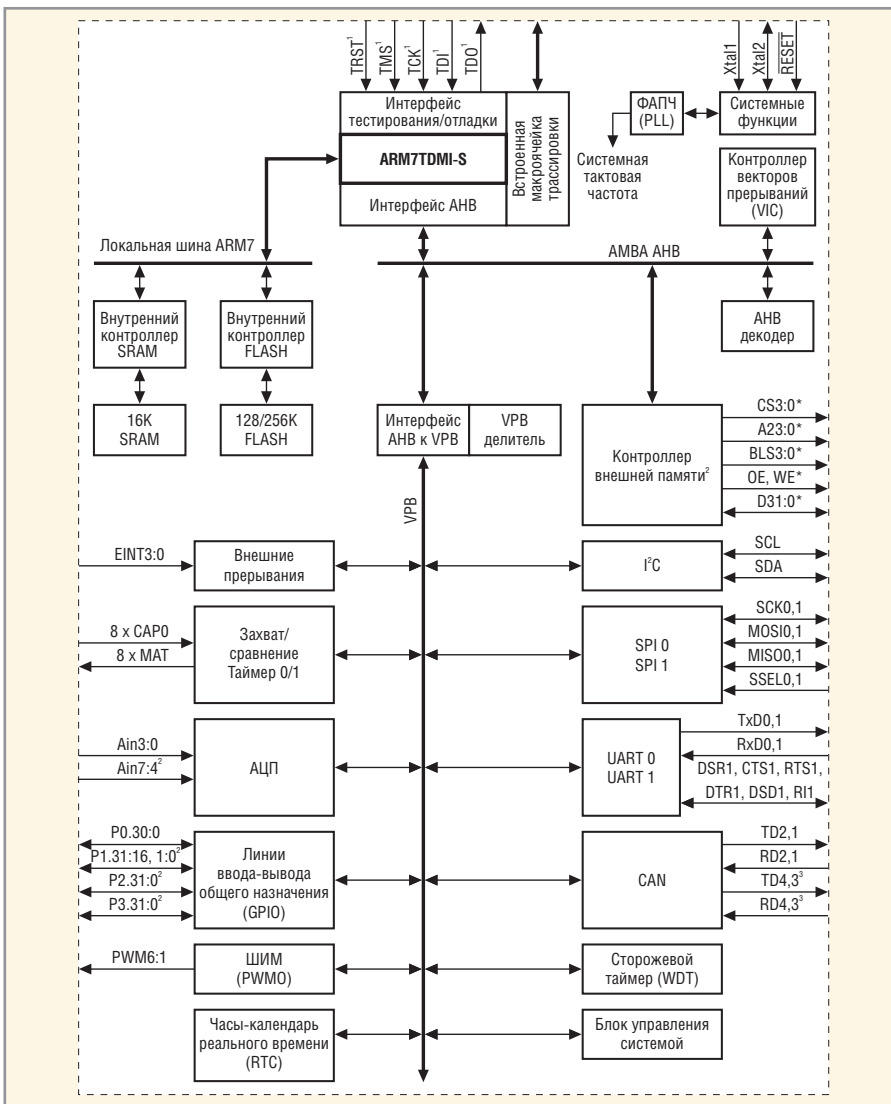 TRST¹
TMS¹
TCK¹
TDI¹
TDO¹
Xtal1
Xtal2
RESET
Интерфейс
тестирования/отладки
ARM7TDMI-S
Интерфейс AHB
Встроенная
макроячейка
трассировки
ФАПЧ
(PLL)
Системные
функции
Системная
тактовая
частота
Контроллер
векторов
прерываний
(VIC)
Локальная шина ARM7
AMBA AHB
Внутренний
контроллер
SRAM
Внутренний
контроллер
FLASH
AHB
декодер
16K
SRAM
128/256K
FLASH
Интерфейс
AHB к VPB
VPB
делитель
Контроллер
внешней памяти²
CS3:0*
A23:0*
BLS3:0*
OE, WE*
D31:0*
VPB
EINT3:0
Внешние
прерывания
I²C
SCL
SDA
8 x CAP0
8 x MAT
Захват/
сравнение
Таймер 0/1
SPI 0
SPI 1
SCK0,1
MOSI0,1
MISO0,1
SSEL0,1
Ain3:0
Ain7:4²
АЦП
UART 0
UART 1
TxD0,1
RxD0,1
DSR1, CTS1, RTS1,
DTR1, DSD1, RI1
P0.30:0
P1.31:16, 1:0²
P2.31:0²
P3.31:0²
Линии
ввода-вывода
общего назначения
(GPIO)
CAN
TD2,1
RD2,1
TD4,3³
RD4,3³
PWM6:1
ШИМ
(PWMO)
Сторожевой
таймер (WDT)
Часы-календарь
реального времени
(RTC)
Блок управления
системой